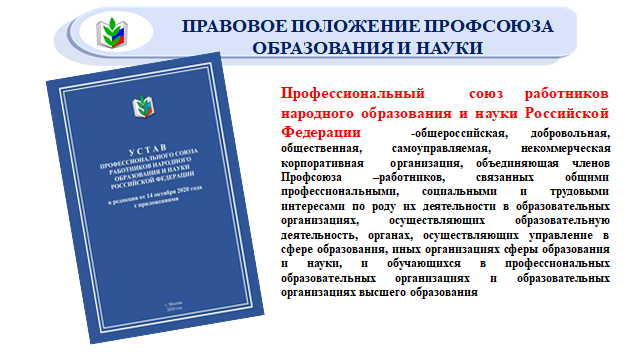 ПРАВОВОЕ ПОЛОЖЕНИЕ ПРОФСОЮЗА
ОБРАЗОВАНИЯ И НАУКИ
У С Т А В
ПРОФЕССИОНАЛЬНОГО СОЮЗА
РАБОТНИКОВ НАРОДНОГО
ОБРАЗОВАНИЯ И НАУКИ
РОССИЙСКОЙ ФЕДЕРАЦИИ
в редакции от 14 октября 2020 года
с приложениями
г. Москва
2020 год
Профессиональный союз работников
народного образования и науки Российской
Федерации -общероссийская, добровольная,
общественная, самоуправляемая, некоммерческая
корпоративная организация, объединяющая членов
Профсоюза –работников, связанных общими
профессиональными, социальными и трудовыми
интересами по роду их деятельности в образовательных
организациях, осуществляющих образовательную
деятельность, органах, осуществляющих управление в
сфере образования, иных организациях сферы образования
и науки, и обучающихся в профессиональных
образовательных организациях и образовательных
организациях высшего образования